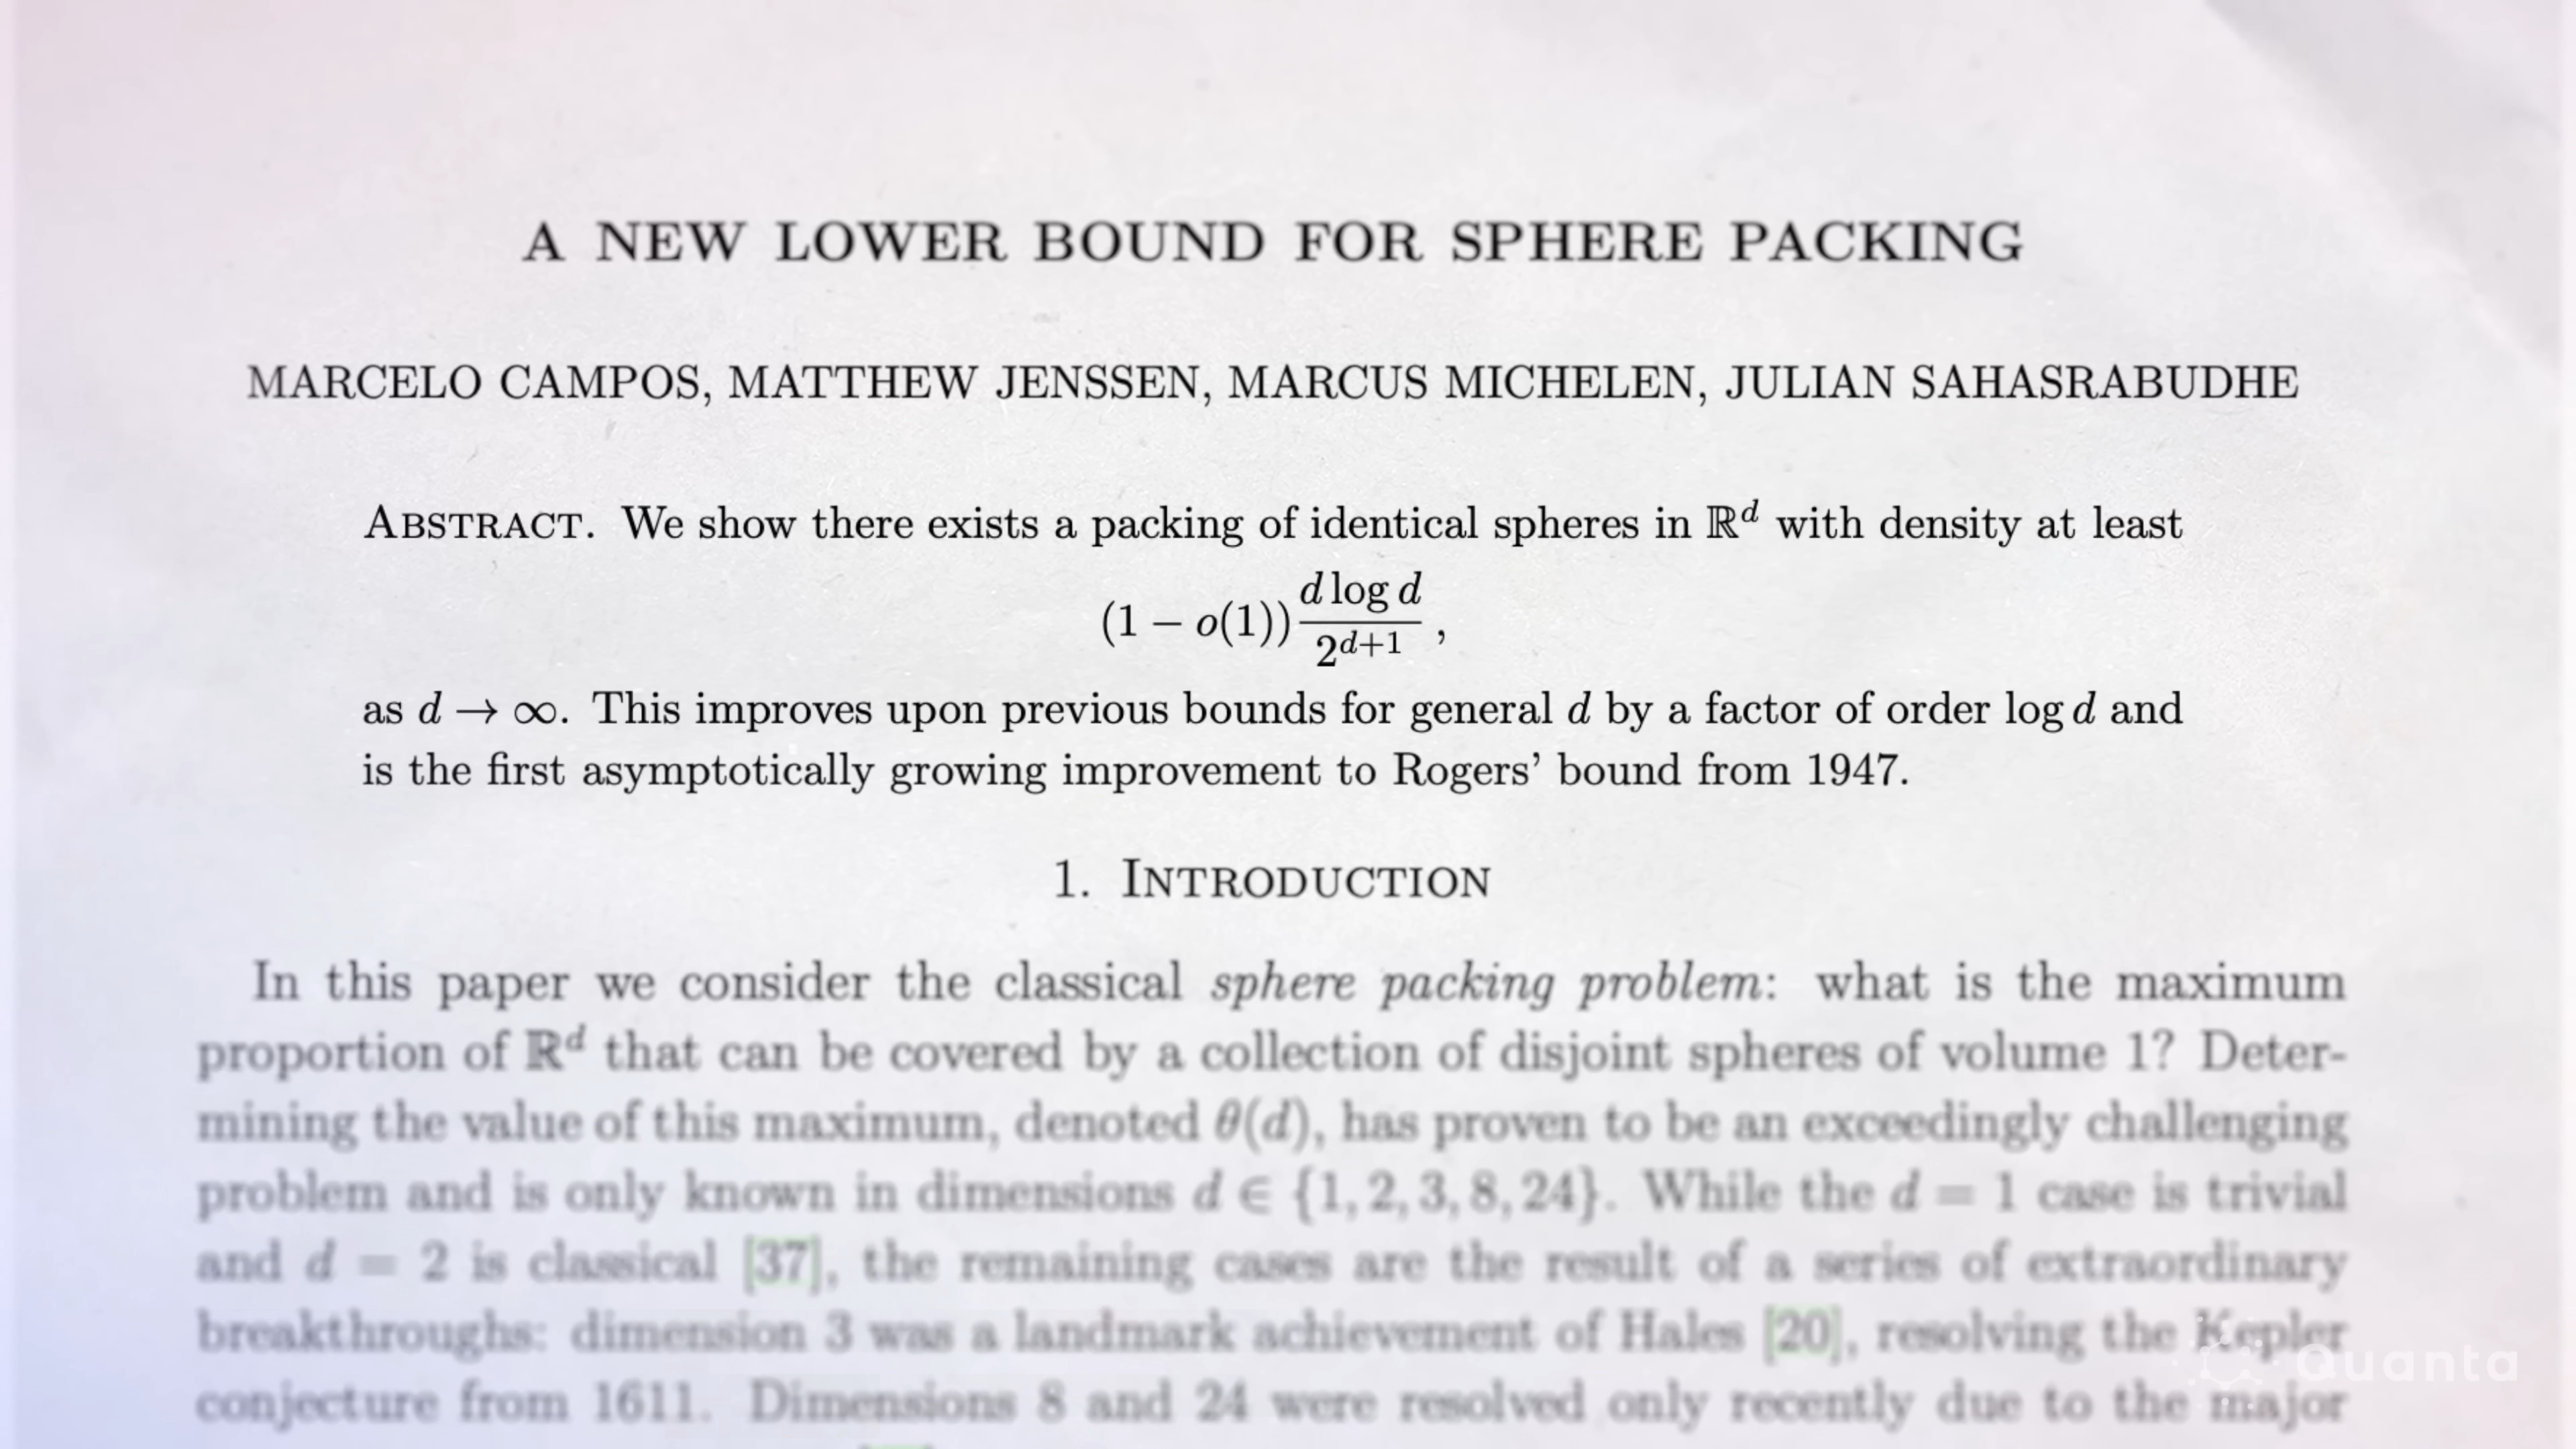 A NEW LOWER BOUND FOR SPHERE PACKING
MARCELO CAMPOS, MATTHEW JENSSEN, MARCUS MICHELEN, JULIAN SAHASRABUDHE
ABSTRACT. We show there exists a packing of identical spheres in ℝ^d with density at least
(1 − o(1)) d log d / 2^{d+1} ,
as d → ∞. This improves upon previous bounds for general d by a factor of order log d and
is the first asymptotically growing improvement to Rogers’ bound from 1947.
1. INTRODUCTION
In this paper we consider the classical sphere packing problem: what is the maximum
proportion of ℝ^d that can be covered by a collection of disjoint spheres of volume 1? Deter-
mining the value of this maximum, denoted θ(d), has proven to be an exceedingly challenging
problem and is only known in dimensions d ∈ {1, 2, 3, 8, 24}. While the d = 1 case is trivial
and d = 2 is classical [37], the remaining cases are the result of a series of extraordinary
breakthroughs: dimension 3 was a landmark achievement of Hales [20], resolving the Kepler
conjecture from 1611. Dimensions 8 and 24 were resolved only recently due to the major
Quanta